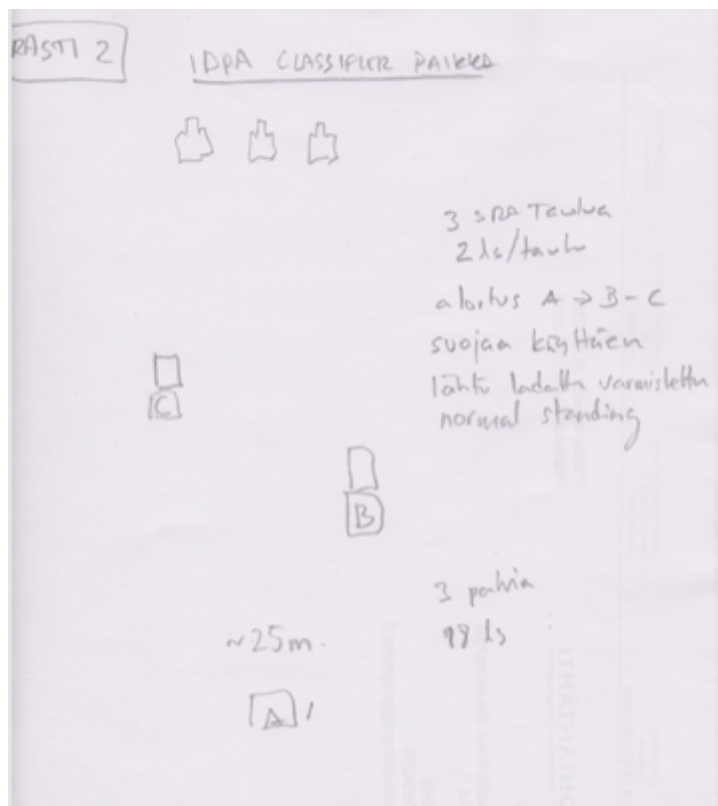 RASTI 2
IDPA CLASSIFIER PAIKKA
3 SRA Taulua
2 ls/taulu
aloitus A → B - C
suojaa käyttäen
lähtö ladattu varmistettu
normal standing
C
B
3 paikkaa
~25m.
18 ls
A